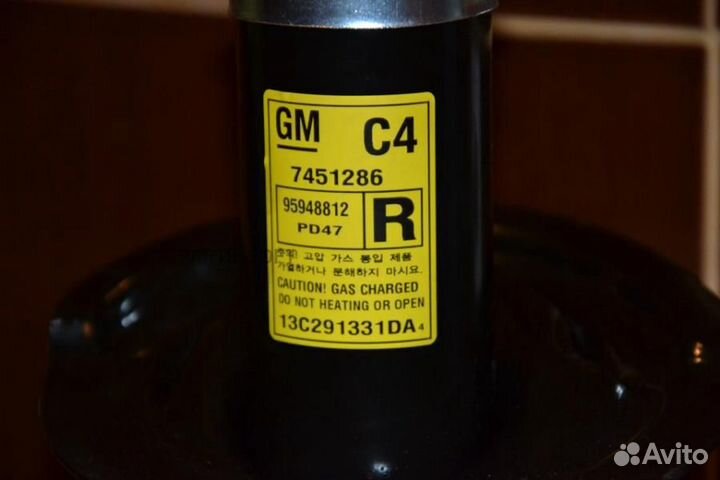 GM C4
7451286
95948812 R
PD47
주의! 고압 가스 봉입 제품
가열하거나 분해하지 마시요.
CAUTION! GAS CHARGED
DO NOT HEATING OR OPEN
13C291331DA4
Avito